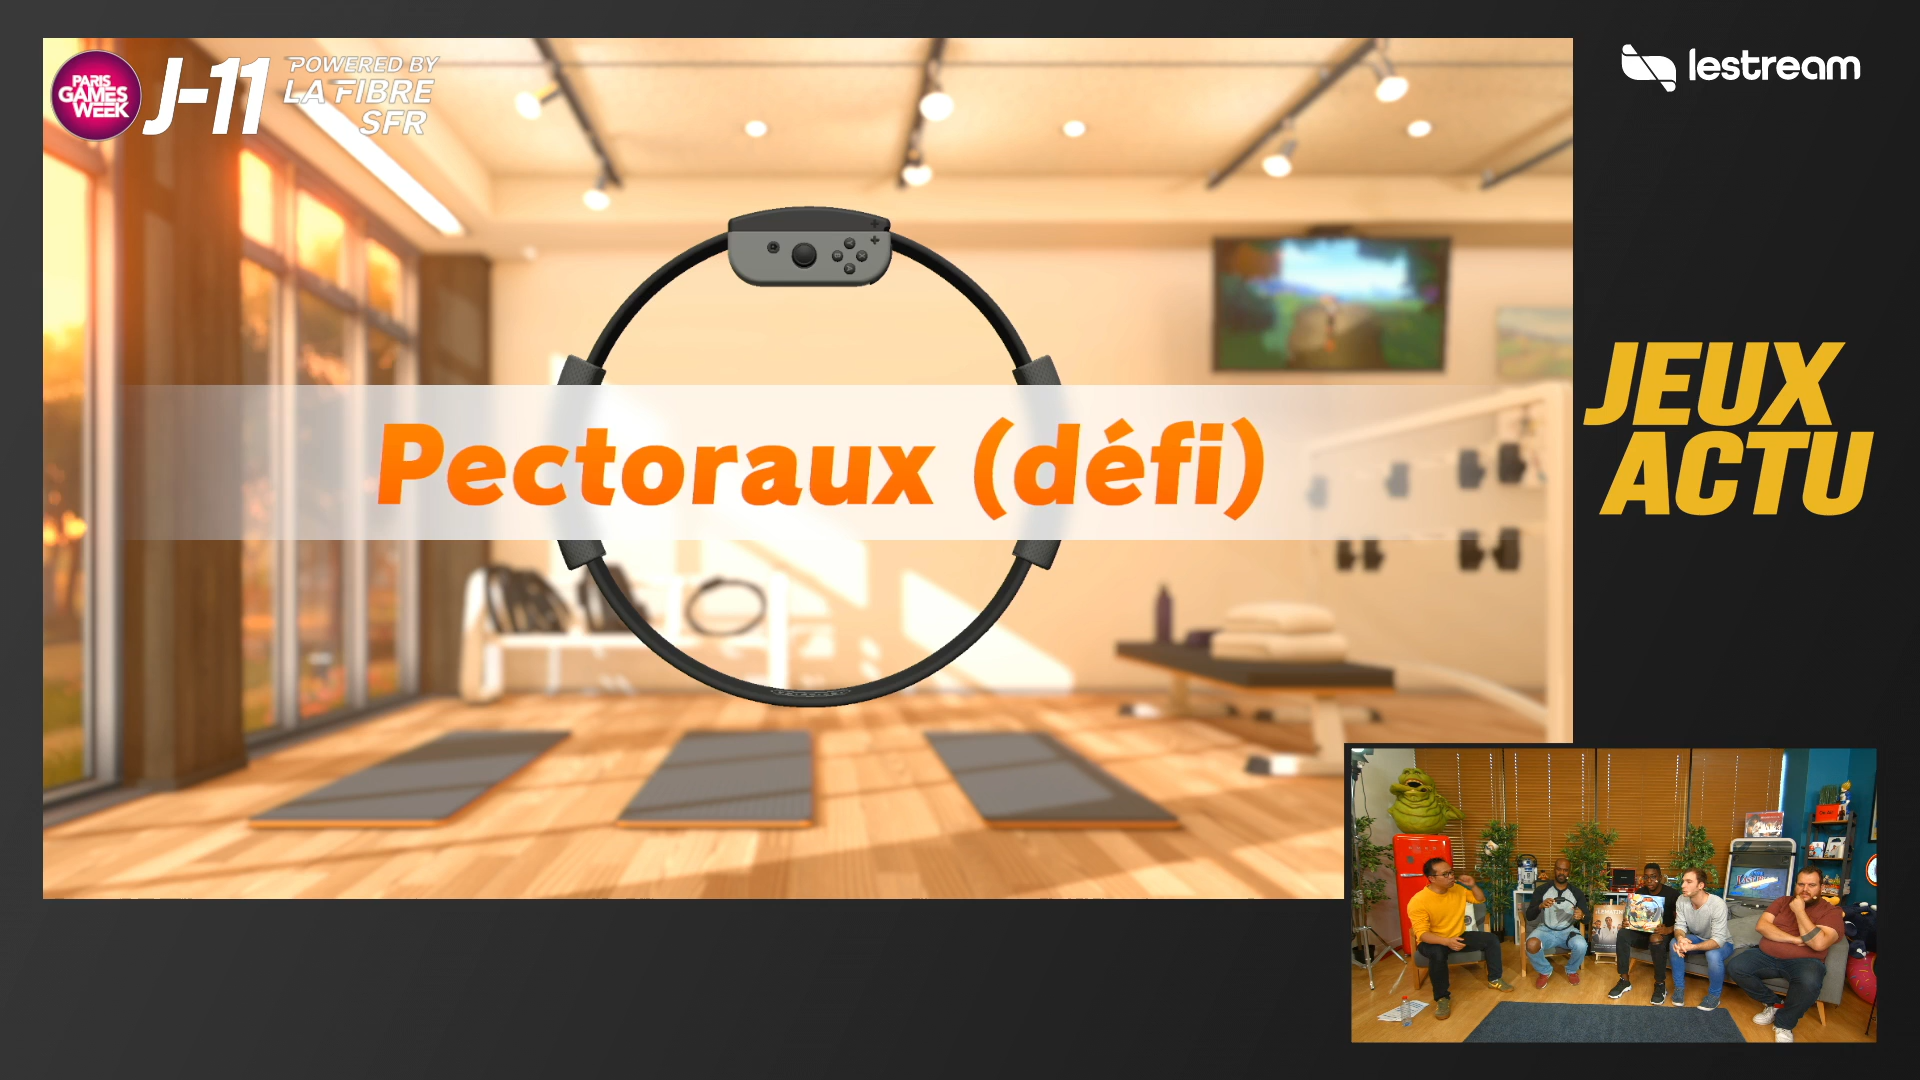 PARIS
GAMES
WEEK
J-11
POWERED BY
LA FIBRE
SFR
lestream
Pectoraux (défi)
JEUX
ACTU